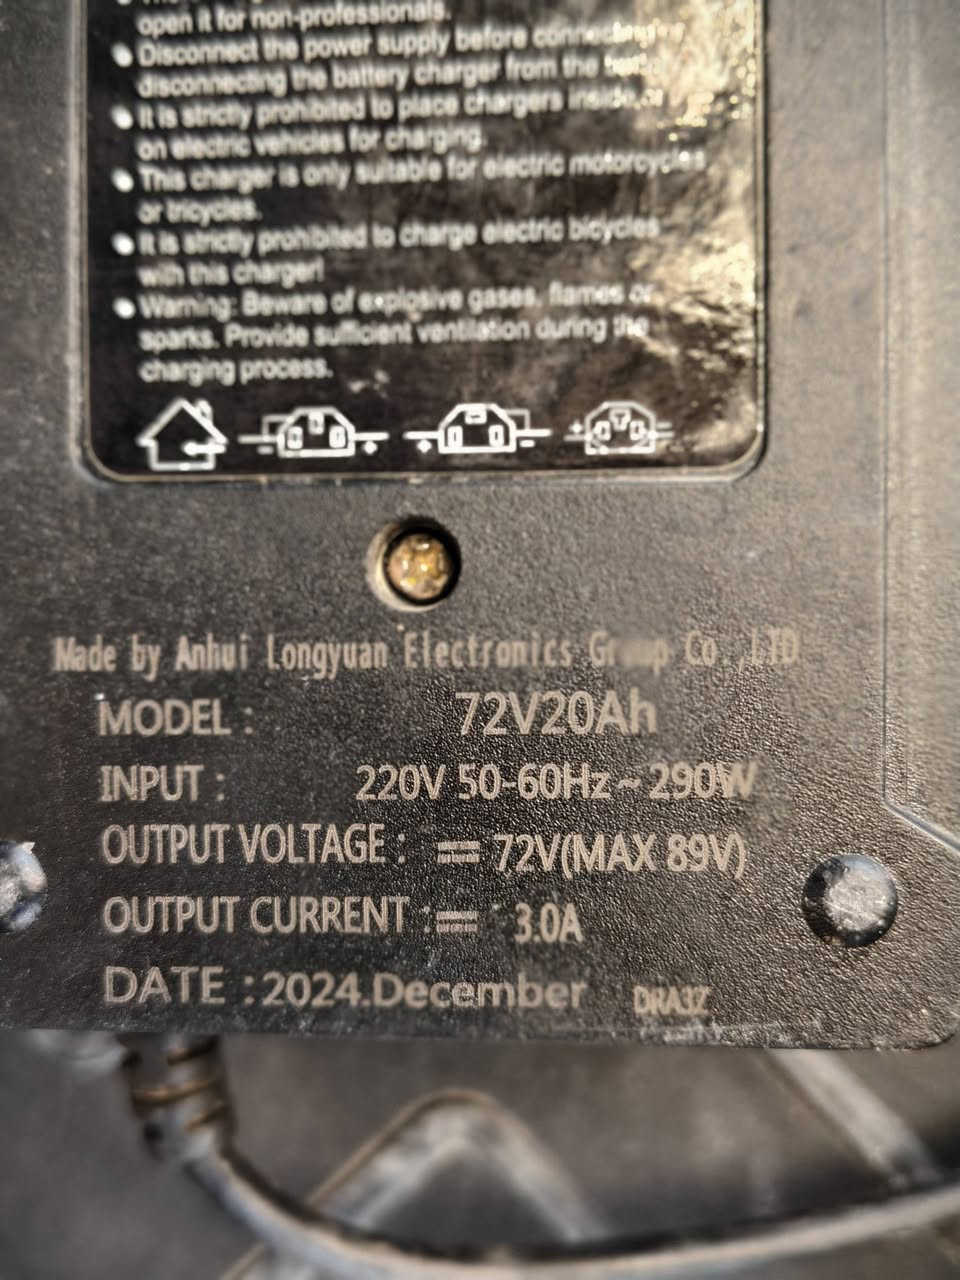 open it for non-professionals.
Disconnect the power supply before connecting
disconnecting the battery charger from the
It is strictly prohibited to place chargers inside or
on electric vehicles for charging.
This charger is only suitable for electric motorcycles
or tricycles.
It is strictly prohibited to charge electric bicycles
with this charger!
Warning: Beware of explosive gases, flames or
sparks. Provide sufficient ventilation during the
charging process.
Made by Anhui Longyuan Electronics Group Co .,LTD
MODEL : 72V20Ah
INPUT : 220V 50-60Hz ~ 290W
OUTPUT VOLTAGE : 72V(MAX 89V)
OUTPUT CURRENT : 3.0A
DATE : 2024.December DRA3Z